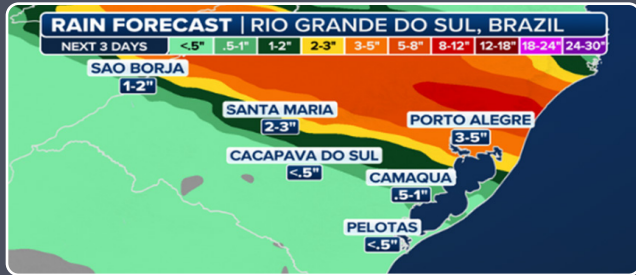 RAIN FORECAST | RIO GRANDE DO SUL, BRAZIL
NEXT 3 DAYS <.5" .5-1" 1-2" 2-3" 3-5" 5-8" 8-12" 12-18" 18-24" 24-30"
SAO BORJA
1-2"
SANTA MARIA
2-3"
PORTO ALEGRE
3-5"
CACAPAVA DO SUL
<.5"
CAMAQUA
.5-1"
PELOTAS
<.5"